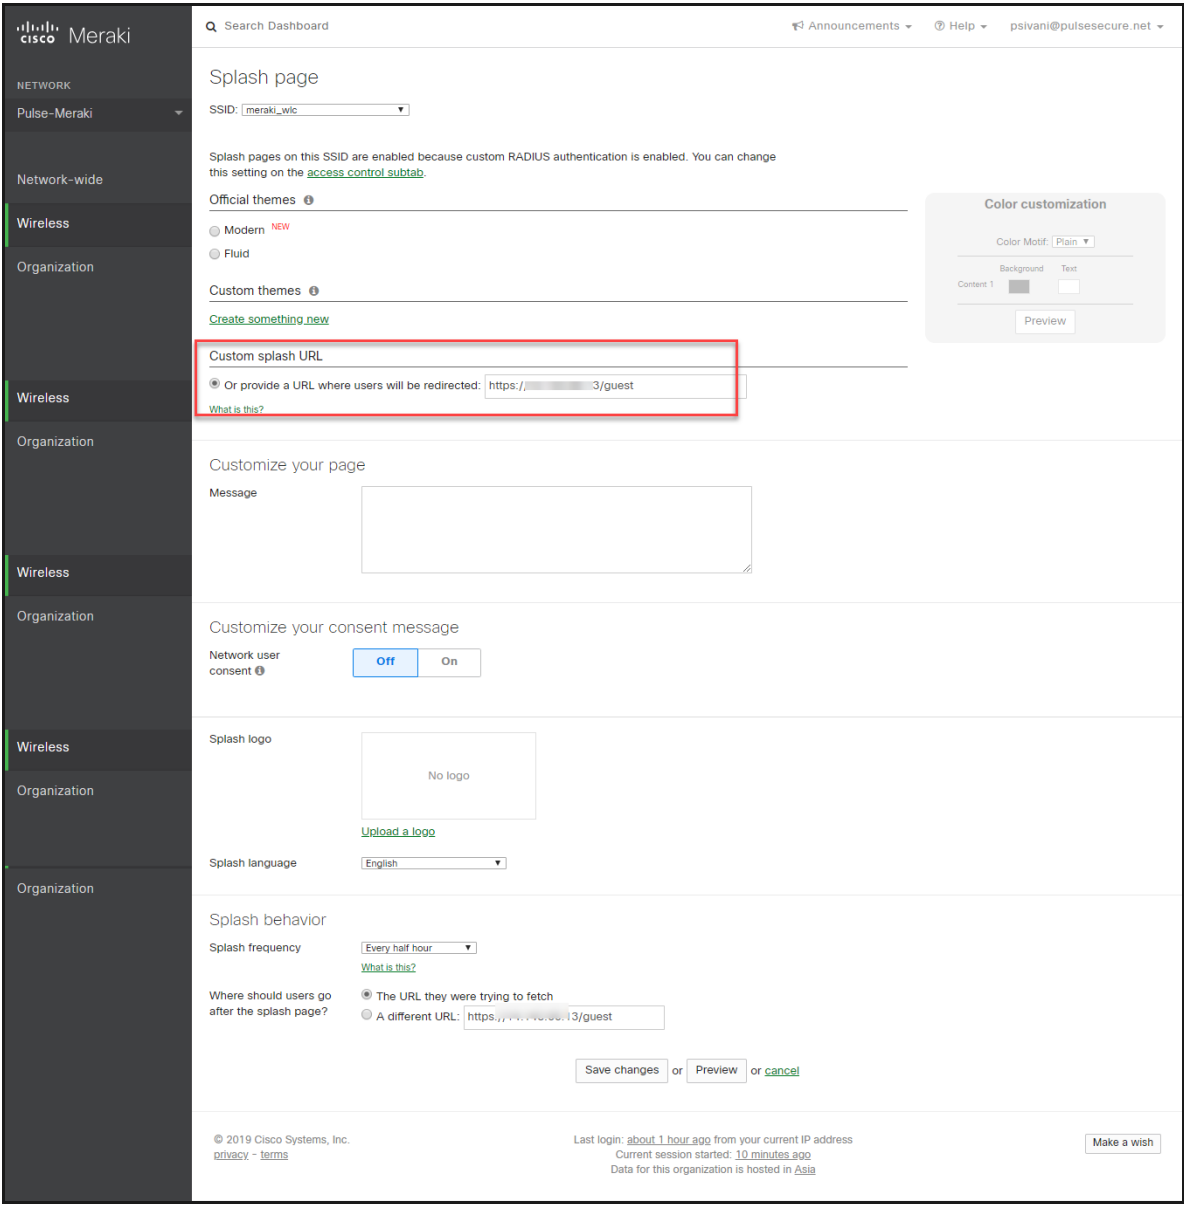 cisco Meraki
Search Dashboard
Announcements
Help
psivani@pulsesecure.net
NETWORK
Pulse-Meraki
Network-wide
Wireless
Organization
Wireless
Organization
Wireless
Organization
Wireless
Organization
Organization
Splash page
SSID: meraki_wlc
Splash pages on this SSID are enabled because custom RADIUS authentication is enabled. You can change
this setting on the access control subtab.
Official themes
Modern NEW
Fluid
Custom themes
Create something new
Custom splash URL
Or provide a URL where users will be redirected: https:/ 3/guest
What is this?
Color customization
Color Motif: Plain
Background Text
Content 1
Preview
Customize your page
Message
Customize your consent message
Network user
consent
Off On
Splash logo
No logo
Upload a logo
Splash language English
Splash behavior
Splash frequency Every half hour
What is this?
Where should users go
after the splash page?
The URL they were trying to fetch
A different URL: https: 13/guest
Save changes or Preview or cancel
© 2019 Cisco Systems, Inc.
privacy - terms
Last login: about 1 hour ago from your current IP address
Current session started: 10 minutes ago
Data for this organization is hosted in Asia
Make a wish